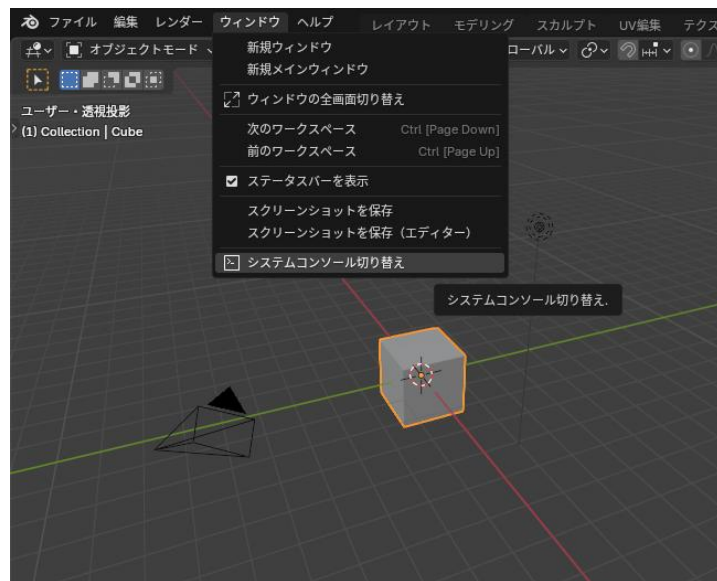 ファイル 編集 レンダー ウィンドウ ヘルプ レイアウト モデリング スカルプト UV編集 テクス
オブジェクトモード
ローバル
新規ウィンドウ
新規メインウィンドウ
ウィンドウの全画面切り替え
次のワークスペース Ctrl [Page Down]
前のワークスペース Ctrl [Page Up]
ステータスバーを表示
スクリーンショットを保存
スクリーンショットを保存（エディター）
システムコンソール切り替え
システムコンソール切り替え.
ユーザー・透視投影
(1) Collection | Cube